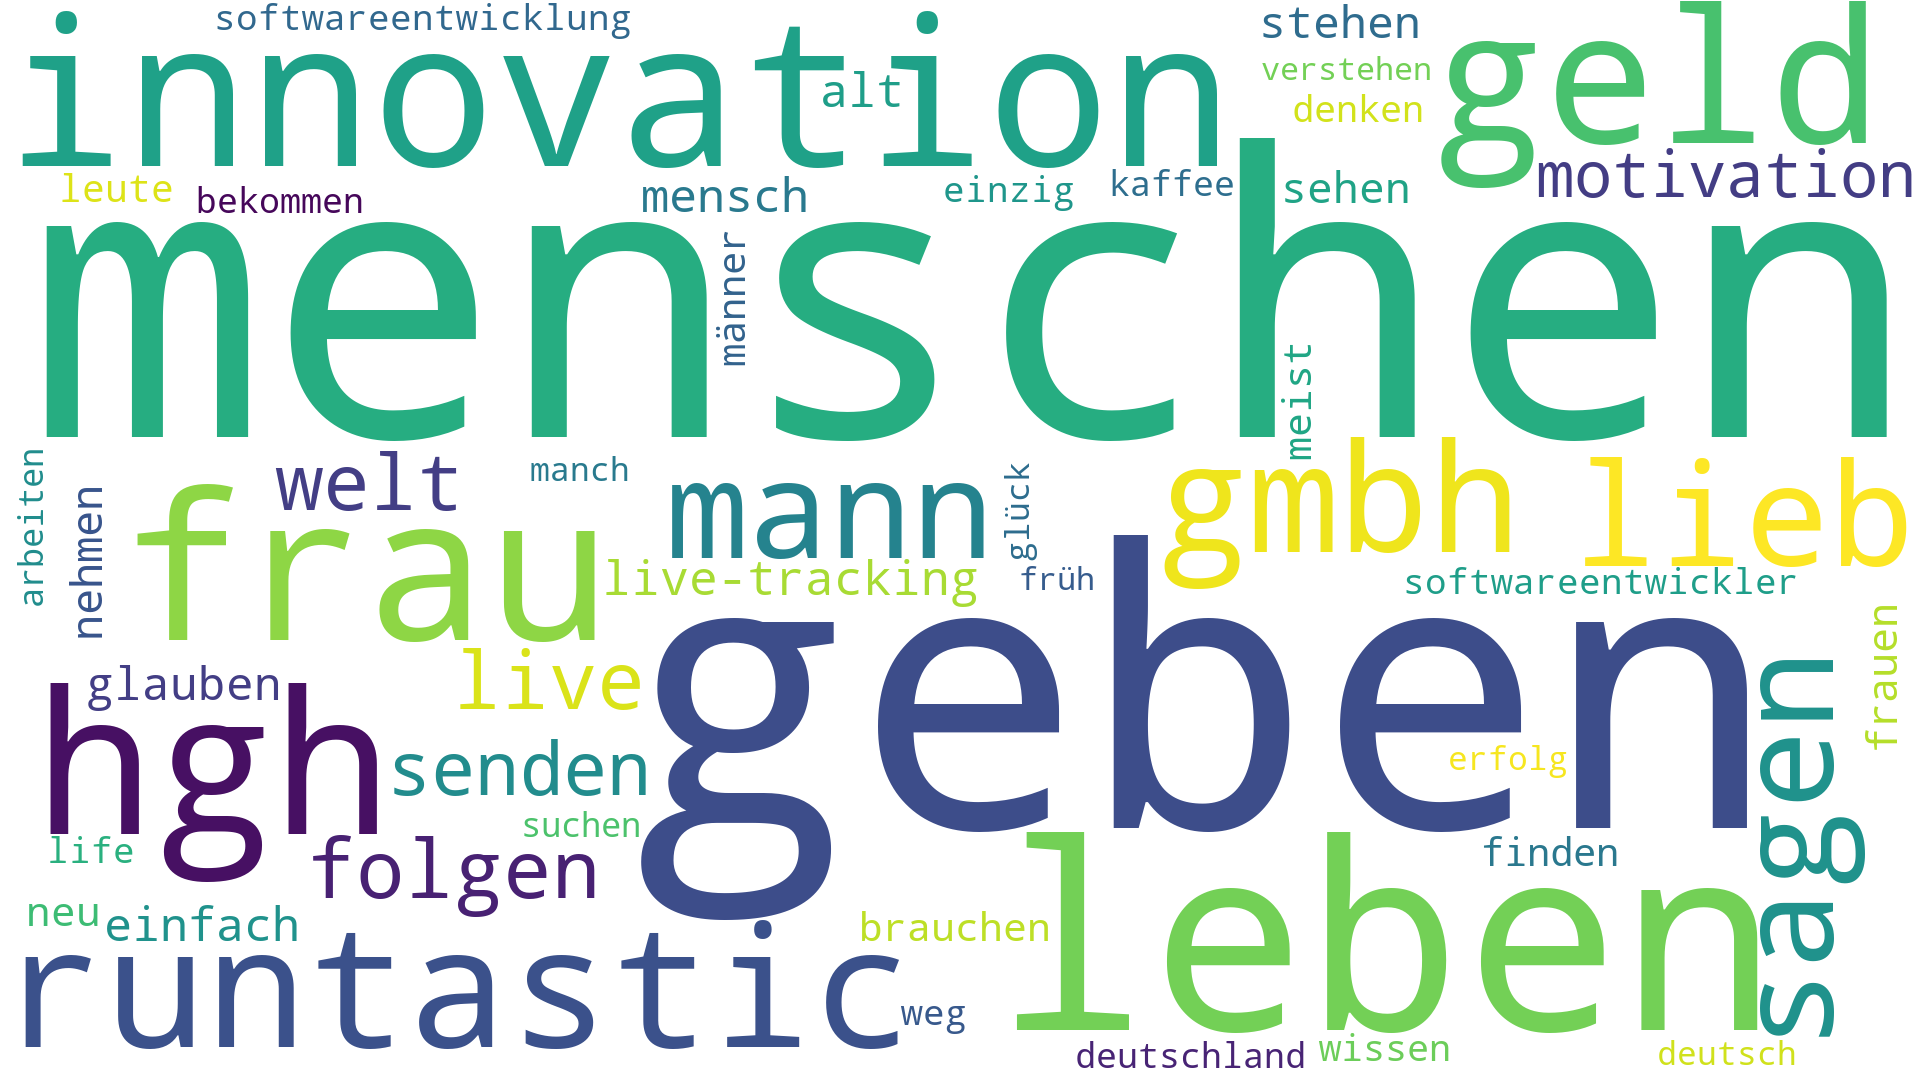 softwareentwicklung
stehen
innovation
geld
alt
verstehen
denken
leute
bekommen
mensch
einzig
kaffee
sehen
motivation
menschen
männer
meist
arbeiten
nehmen
welt
manch
mann
glück
gmbh
lieb
frau
live-tracking
früh
softwareentwickler
frauen
glauben
live
geben
sagen
hgh
senden
erfolg
suchen
life
folgen
finden
leben
neu
einfach
brauchen
runtastic
weg
deutschland
wissen
deutsch